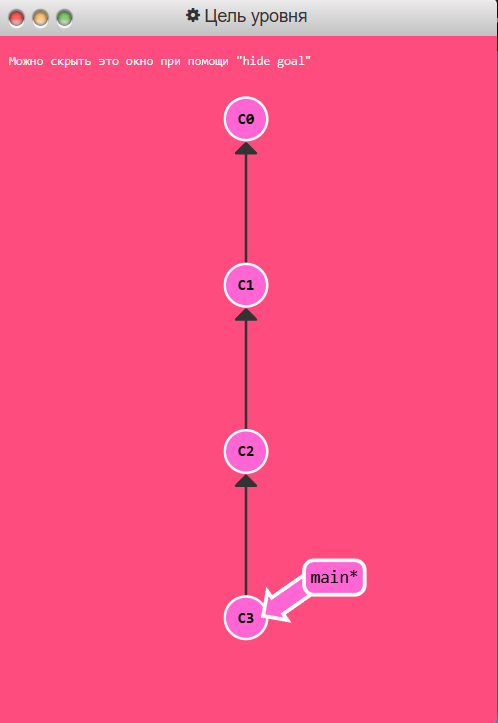 Цель уровня
Можно скрыть это окно при помощи "hide goal"
C0
C1
C2
main*
C3